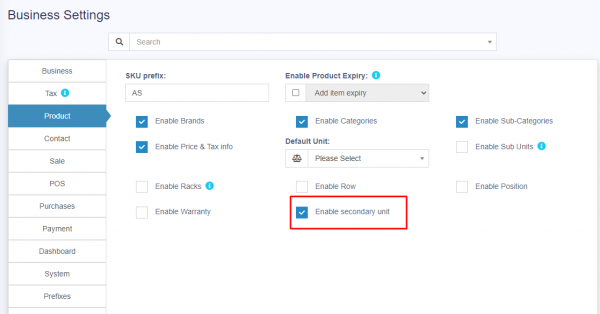 Business Settings
Search
Business
Tax
Product
Contact
Sale
POS
Purchases
Payment
Dashboard
System
Prefixes
SKU prefix:
Enable Product Expiry:
AS
Add item expiry
Enable Brands
Enable Categories
Enable Sub-Categories
Enable Price & Tax info
Default Unit:
Please Select
Enable Sub Units
Enable Racks
Enable Row
Enable Position
Enable Warranty
Enable secondary unit